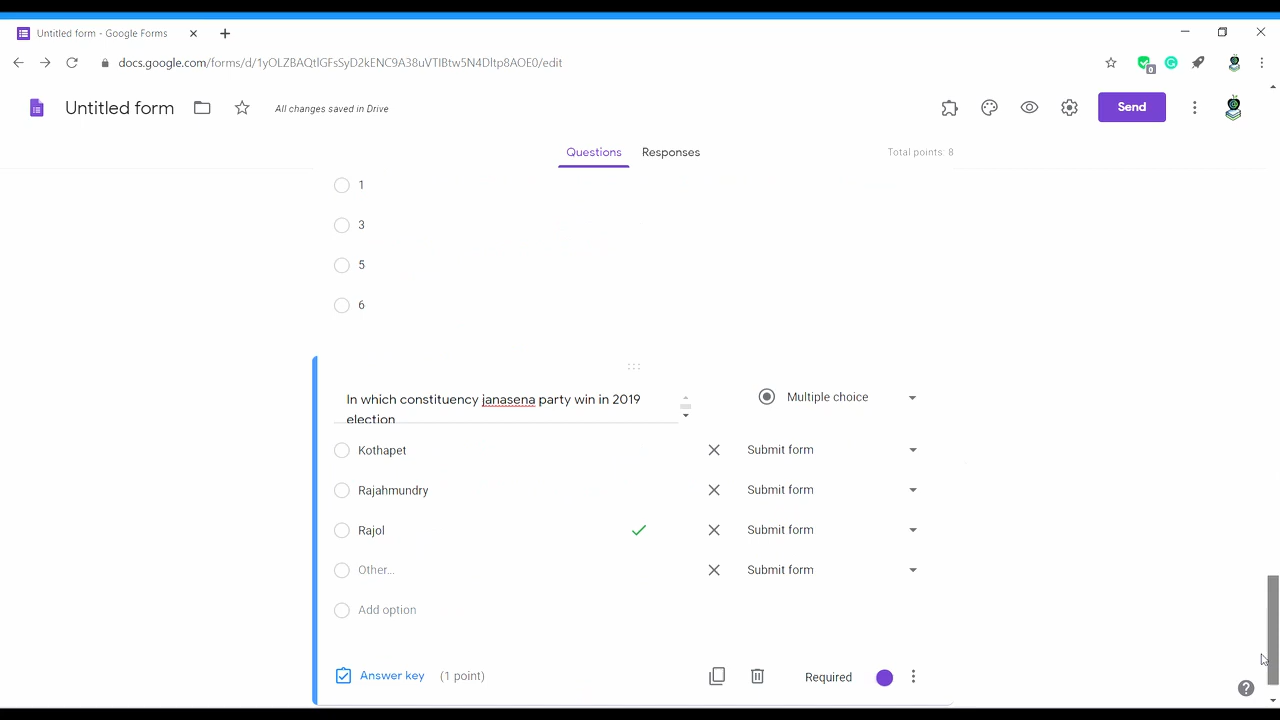 Untitled form - Google Forms
docs.google.com/forms/d/1yOLZBAQtlGFsSyD2kENC9A38uVTlBtw5N4Dltp8AOE0/edit
0
Untitled form
All changes saved in Drive
Send
Questions
Responses
Total points: 8
1
3
5
6
In which constituency janasena party win in 2019
election
Multiple choice
Kothapet
Submit form
Rajahmundry
Submit form
Rajol
Submit form
Other...
Submit form
Add option
Answer key
(1 point)
Required